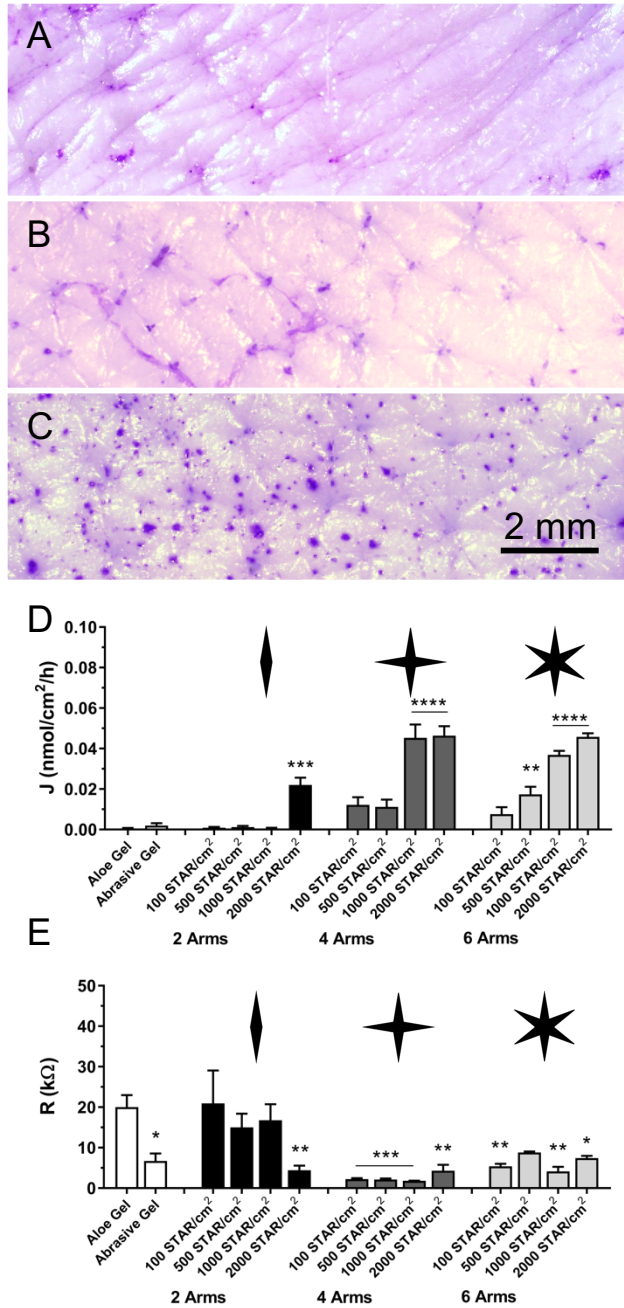 A
B
C
2 mm
D
J (nmol/cm²/h)
0.10
0.08
0.06
0.04
0.02
0.00
***
****
**
****
Aloe Gel
Abrasive Gel
100 STAR/cm²
500 STAR/cm²
1000 STAR/cm²
2000 STAR/cm²
100 STAR/cm²
500 STAR/cm²
1000 STAR/cm²
2000 STAR/cm²
100 STAR/cm²
500 STAR/cm²
1000 STAR/cm²
2000 STAR/cm²
2 Arms
4 Arms
6 Arms
E
R (kΩ)
50
40
30
20
10
0
*
**
***
**
**
**
*
Aloe Gel
Abrasive Gel
100 STAR/cm²
500 STAR/cm²
1000 STAR/cm²
2000 STAR/cm²
100 STAR/cm²
500 STAR/cm²
1000 STAR/cm²
2000 STAR/cm²
100 STAR/cm²
500 STAR/cm²
1000 STAR/cm²
2000 STAR/cm²
2 Arms
4 Arms
6 Arms